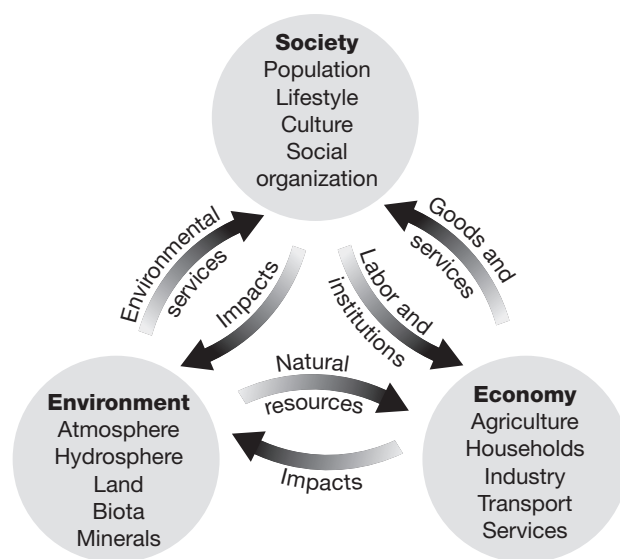 Society
Population
Lifestyle
Culture
Social
organization
Environmental
services
Impacts
Labor and
institutions
Goods and
services
Natural
resources
Impacts
Environment
Atmosphere
Hydrosphere
Land
Biota
Minerals
Economy
Agriculture
Households
Industry
Transport
Services